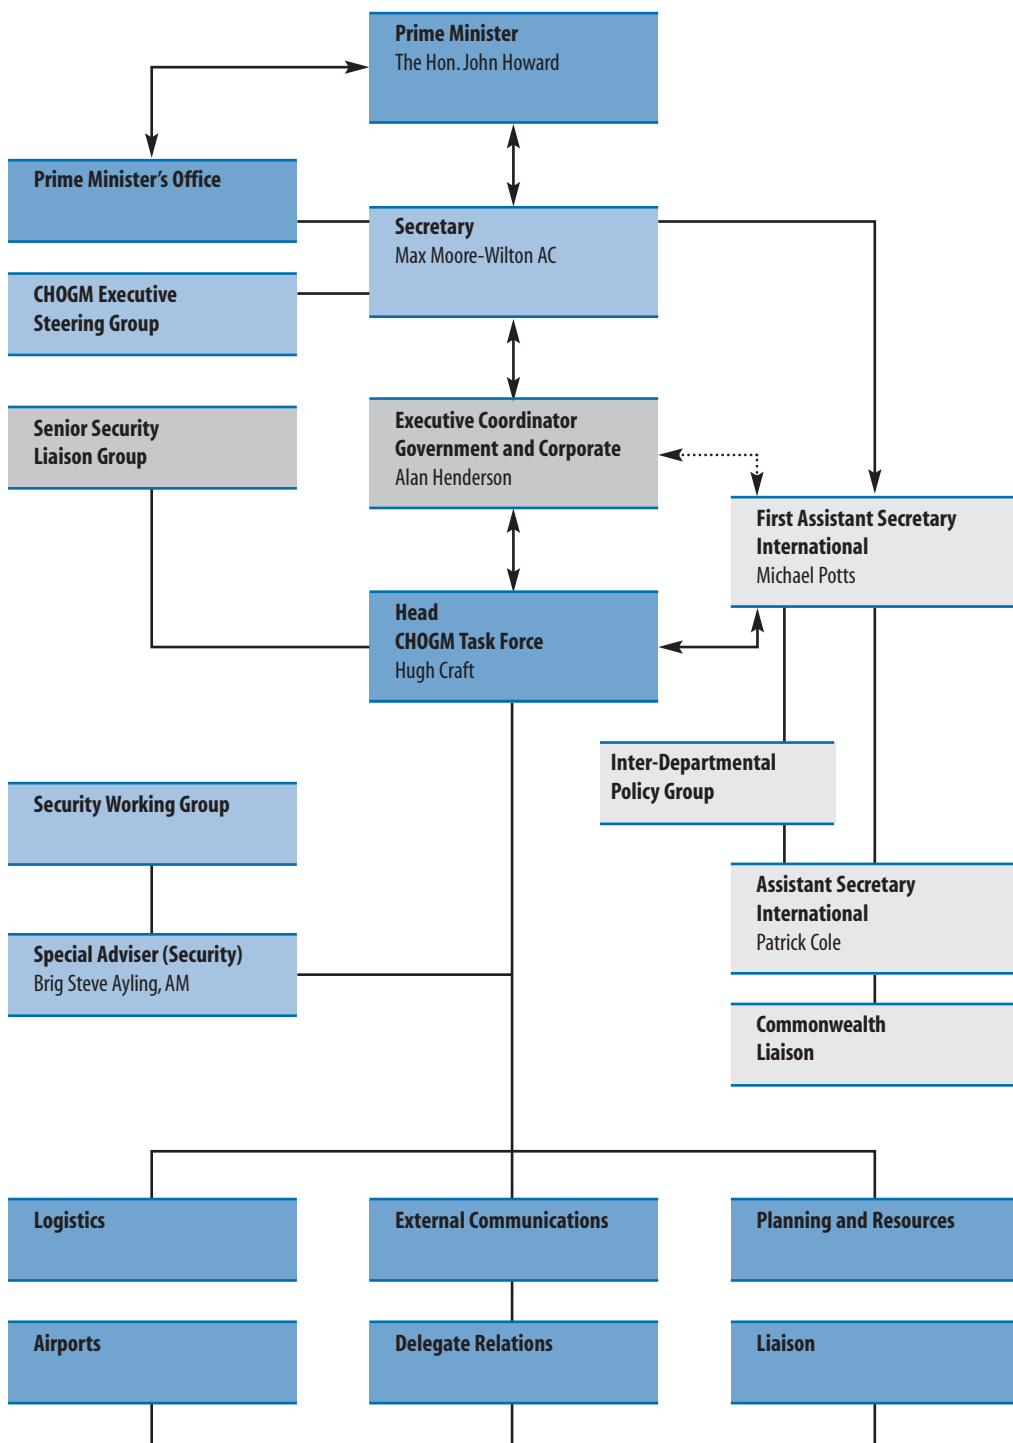 Prime Minister
The Hon. John Howard
Prime Minister's Office
Secretary
Max Moore-Wilton AC
CHOGM Executive
Steering Group
Senior Security
Liaison Group
Executive Coordinator
Government and Corporate
Alan Henderson
First Assistant Secretary
International
Michael Potts
Head
CHOGM Task Force
Hugh Craft
Inter-Departmental
Policy Group
Security Working Group
Assistant Secretary
International
Patrick Cole
Special Adviser (Security)
Brig Steve Ayling, AM
Commonwealth
Liaison
Logistics
External Communications
Planning and Resources
Airports
Delegate Relations
Liaison